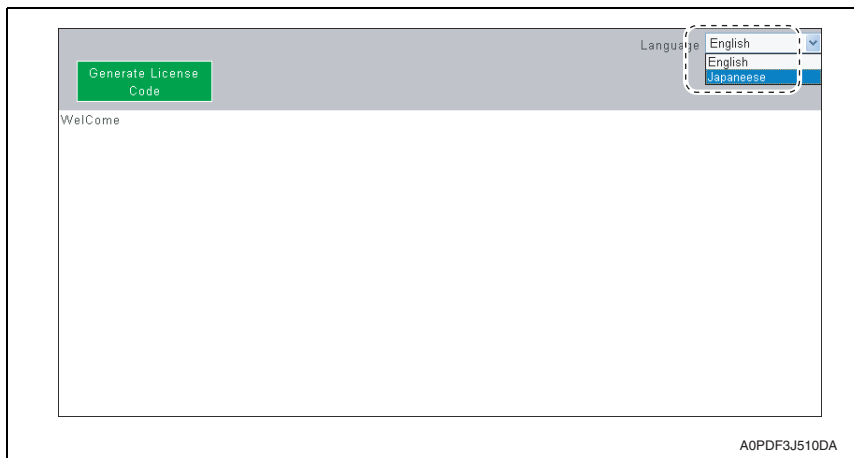 Language English
English
Japaneese
Generate License
Code
WelCome
A0PDF3J510DA